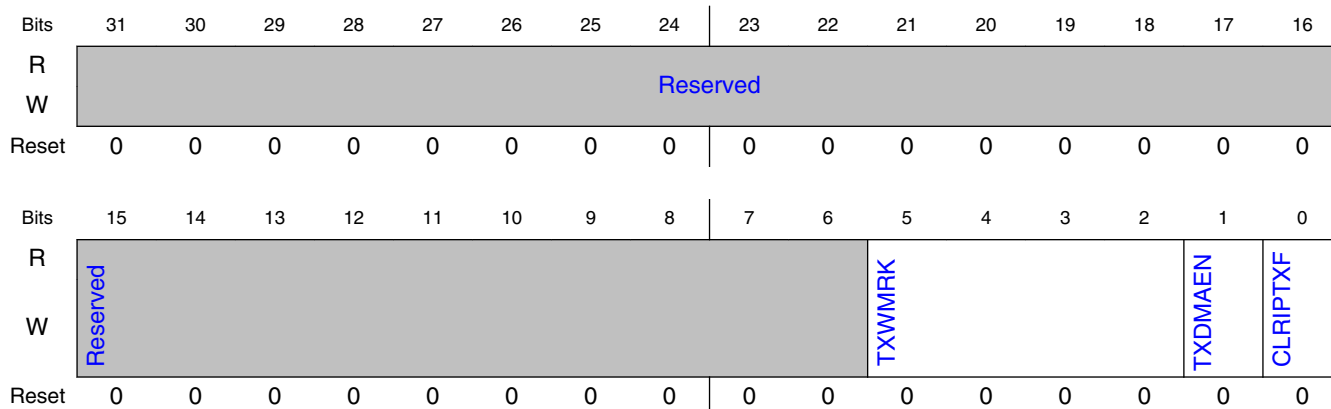 Bits 31 30 29 28 27 26 25 24 23 22 21 20 19 18 17 16
R
Reserved
W
Reset 0 0 0 0 0 0 0 0 0 0 0 0 0 0 0 0
Bits 15 14 13 12 11 10 9 8 7 6 5 4 3 2 1 0
R
W
Reserved
TXWMRK
TXDMAEN
CLRIPTXF
Reset 0 0 0 0 0 0 0 0 0 0 0 0 0 0 0 0